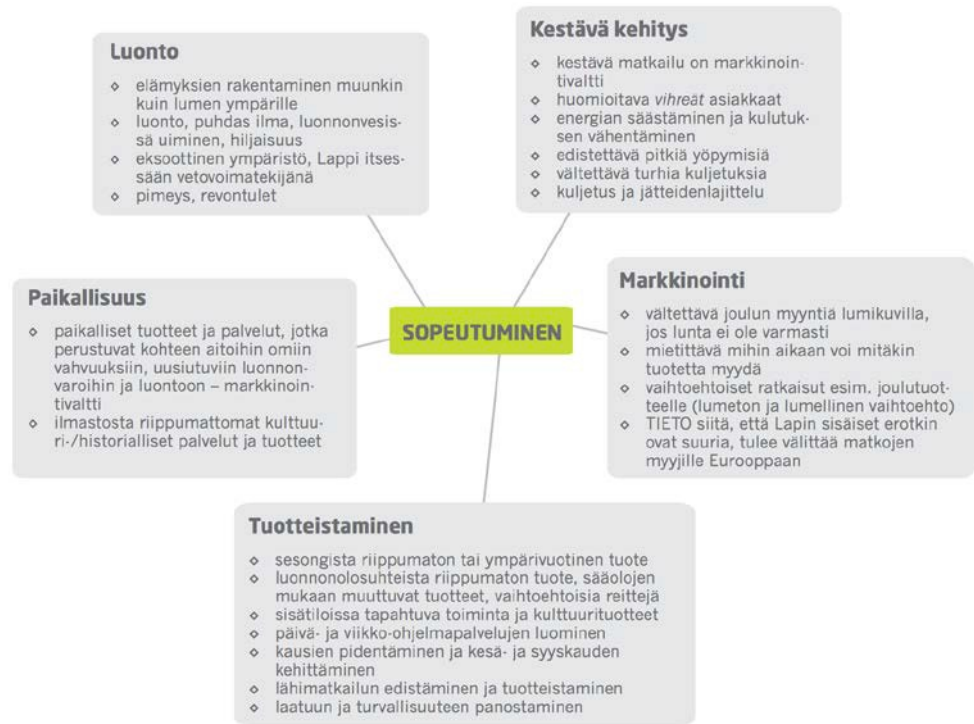 Luonto
⋄ elämyksien rakentaminen muunkin
kuin lumen ympärille
⋄ luonto, puhdas ilma, luonnonvesis-
sä uiminen, hiljaisuus
⋄ eksoottinen ympäristö, Lappi itses-
sään vetovoimatekijänä
⋄ pimeys, revontulet
Kestävä kehitys
⋄ kestävä matkailu on markkinoin-
tivaltti
⋄ huomioitava vihreät asiakkaat
⋄ energian säästäminen ja kulutuk-
sen vähentäminen
⋄ edistettävä pitkiä yöpymisiä
⋄ vältettävä turhia kuljetuksia
⋄ kuljetus ja jätteidenlajittelu
Paikallisuus
⋄ paikalliset tuotteet ja palvelut, jotka
perustuvat kohteen aitoihin omiin
vahvuuksiin, uusiutuviin luonnon-
varoihin ja luontoon – markkinoin-
tivaltti
⋄ ilmastosta riippumattomat kulttuu-
ri-/historialliset palvelut ja tuotteet
SOPEUTUMINEN
Markkinointi
⋄ vältettävä joulun myyntiä lumikuvilla,
jos lunta ei ole varmasti
⋄ mietittävä mihin aikaan voi mitäkin
tuotetta myydä
⋄ vaihtoehtoiset ratkaisut esim. joulutuot-
teelle (lumeton ja lumellinen vaihtoehto)
⋄ TIETO siitä, että Lapin sisäiset erotkin
ovat suuria, tulee välittää matkojen
myyjille Eurooppaan
Tuotteistaminen
⋄ sesongista riippumaton tai ympärivuotinen tuote
⋄ luonnonolosuhteista riippumaton tuote, sääolojen
mukaan muuttuvat tuotteet, vaihtoehtoisia reittejä
⋄ sisätiloissa tapahtuva toiminta ja kulttuurituotteet
⋄ päivä- ja viikko-ohjelmapalvelujen luominen
⋄ kausien pidentäminen ja kesä- ja syyskauden
kehittäminen
⋄ lähimatkailun edistäminen ja tuotteistaminen
⋄ laatuun ja turvallisuuteen panostaminen